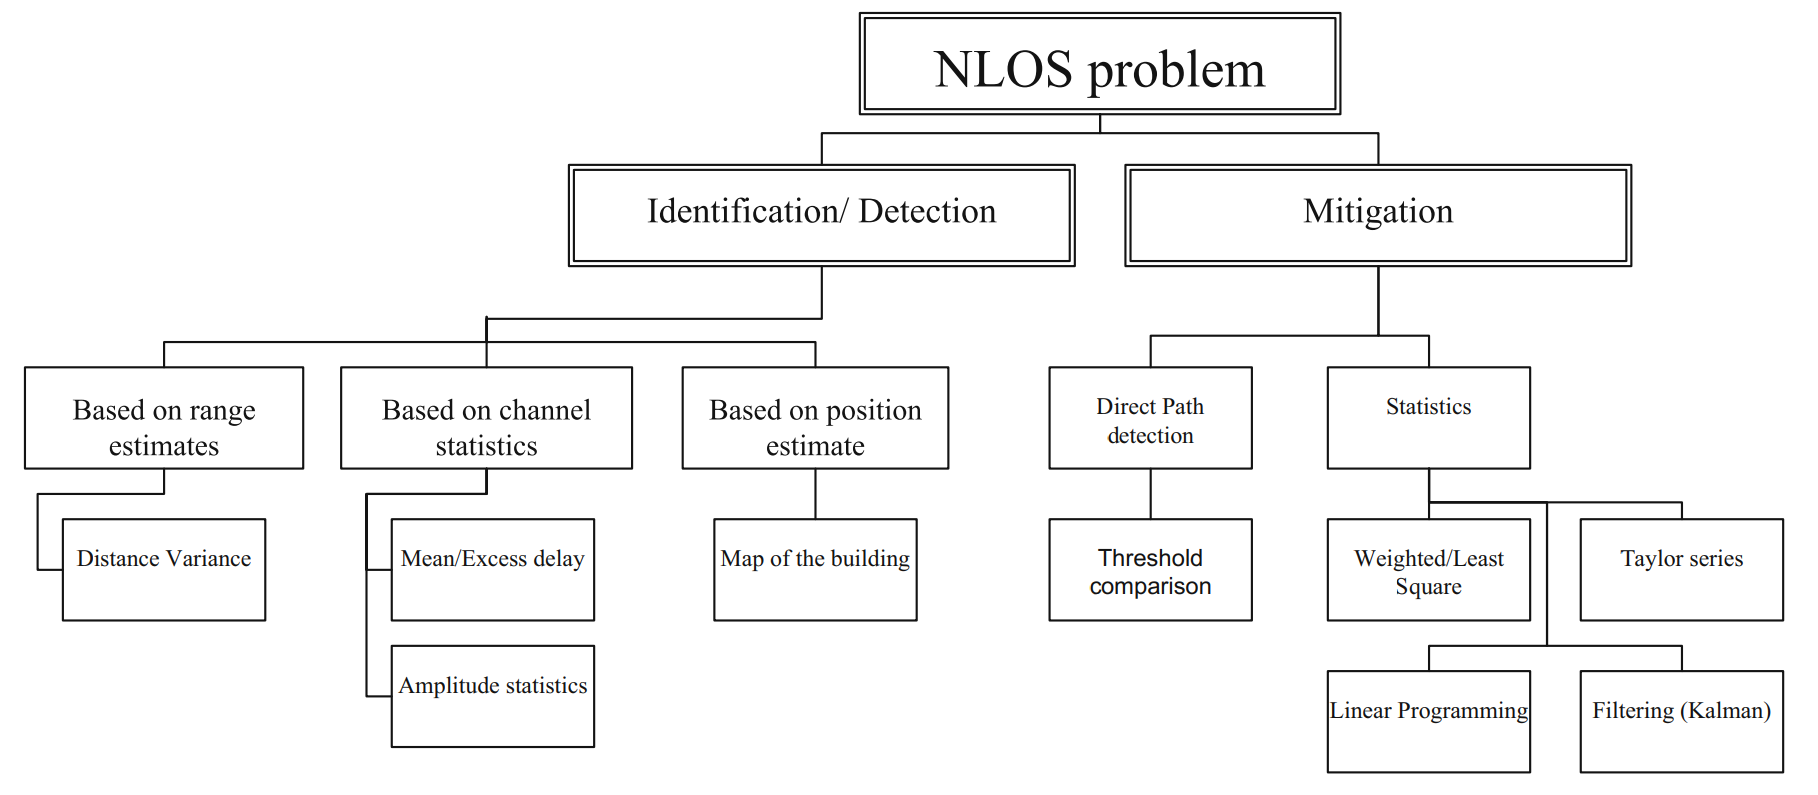 NLOS problem
Identification/ Detection
Mitigation
Based on range
estimates
Based on channel
statistics
Based on position
estimate
Direct Path
detection
Statistics
Distance Variance
Mean/Excess delay
Map of the building
Threshold
comparison
Weighted/Least
Square
Taylor series
Amplitude statistics
Linear Programming
Filtering (Kalman)